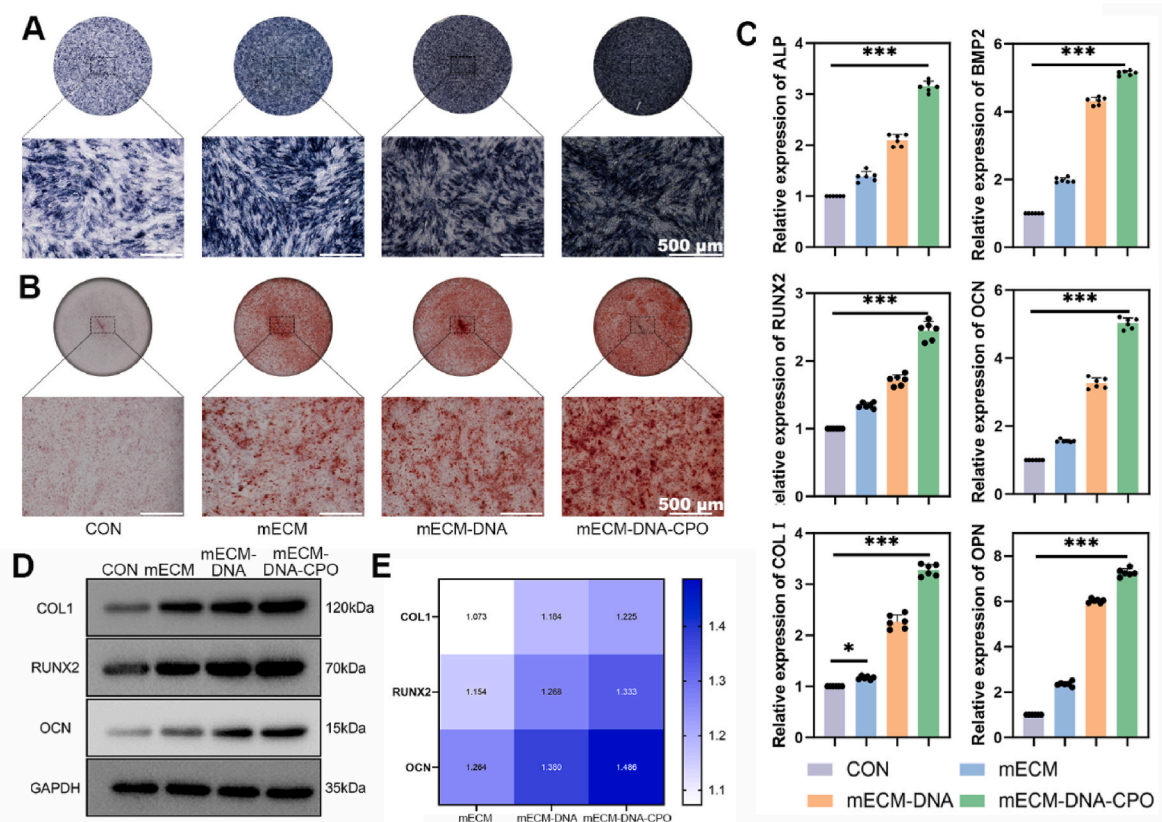 A
500 µm
B
500 µm
CON
mECM
mECM-DNA
mECM-DNA-CPO
C
Relative expression of ALP
4
3
2
1
0
***
Relative expression of BMP2
6
4
2
0
***
Relative expression of RUNX2
3
2
1
0
***
Relative expression of OCN
6
4
2
0
***
Relative expression of COL I
4
3
2
1
0
*
***
Relative expression of OPN
8
6
4
2
0
***
CON
mECM
mECM-DNA
mECM-DNA-CPO
D
CON mECM mECM-DNA mECM-DNA-CPO
COL1 120kDa
RUNX2 70kDa
OCN 15kDa
GAPDH 35kDa
E
COL1 1.073 1.184 1.225
RUNX2 1.154 1.268 1.333
OCN 1.264 1.380 1.486
mECM mECM-DNA mECM-DNA-CPO
1.4
1.3
1.2
1.1